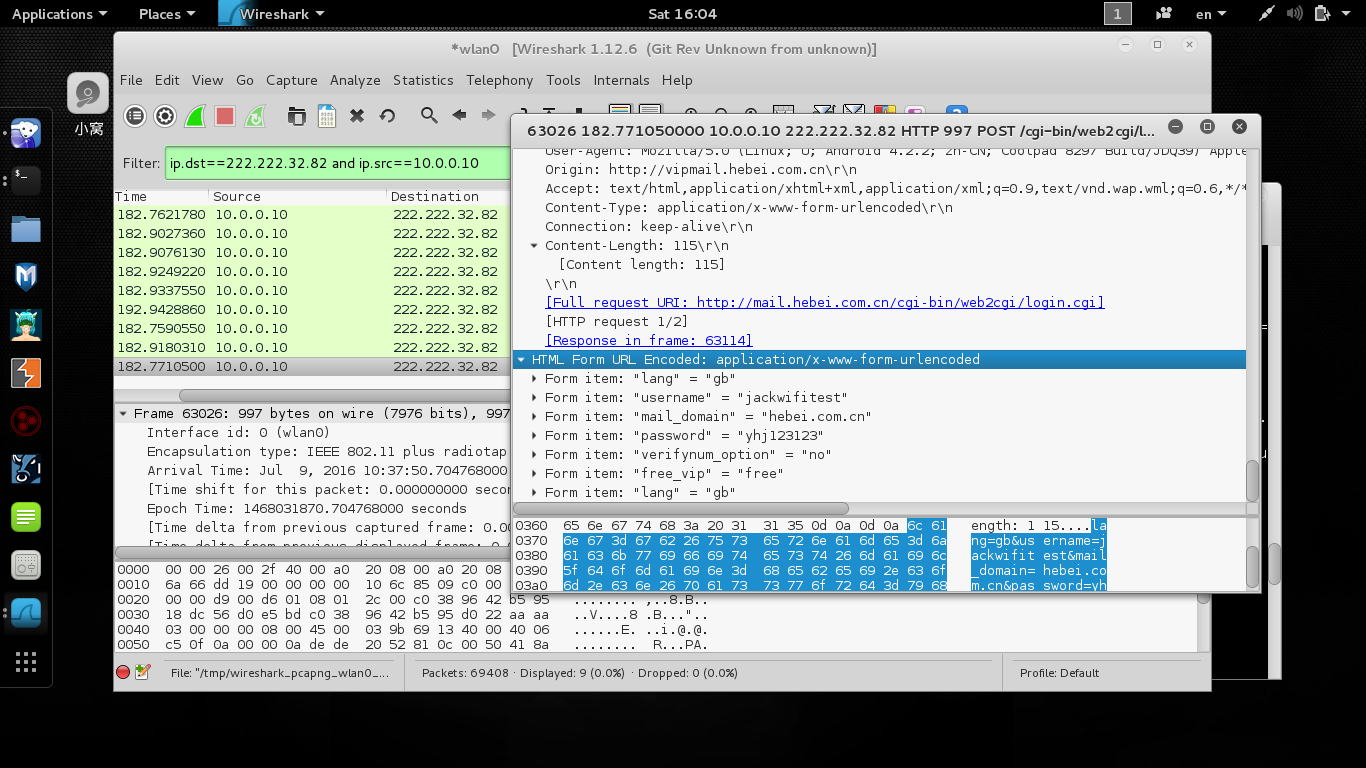 Applications
Places
Wireshark
Sat 16:04
1
en
小窝
*wlan0 [Wireshark 1.12.6 (Git Rev Unknown from unknown)]
File Edit View Go Capture Analyze Statistics Telephony Tools Internals Help
Filter: ip.dst==222.222.32.82 and ip.src==10.0.0.10
Time Source Destination
182.7621780 10.0.0.10 222.222.32.82
182.9027360 10.0.0.10 222.222.32.82
182.9076130 10.0.0.10 222.222.32.82
182.9249220 10.0.0.10 222.222.32.82
182.9337550 10.0.0.10 222.222.32.82
192.9428860 10.0.0.10 222.222.32.82
182.7590550 10.0.0.10 222.222.32.82
182.9180310 10.0.0.10 222.222.32.82
182.7710500 10.0.0.10 222.222.32.82
Frame 63026: 997 bytes on wire (7976 bits), 997
Interface id: 0 (wlan0)
Encapsulation type: IEEE 802.11 plus radiotap
Arrival Time: Jul  9, 2016 10:37:50.704768000
[Time shift for this packet: 0.000000000 secon
Epoch Time: 1468031870.704768000 seconds
[Time delta from previous captured frame: 0.00
[Time delta from previous displayed frame: 0.0
0000 00 00 26 00 2f 40 00 a0 20 08 00 a0 20 08
0010 6a 66 dd 19 00 00 00 00 10 6c 85 09 c0 00
0020 00 00 d9 00 d6 01 08 01 2c 00 c0 38 96 42 b5 95 ........ ,..8.B..
0030 18 dc 56 d0 e5 bd c0 38 96 42 b5 95 d0 22 aa aa ..V....8 .B..."..
0040 03 00 00 00 08 00 45 00 03 9b 69 13 40 00 40 06 ......E. ..i.@.@.
0050 c5 0f 0a 00 00 0a de de 20 52 81 0c 00 50 41 8a ........ R...PA.
File: "/tmp/wireshark_pcapng_wlan0_...
Packets: 69408 · Displayed: 9 (0.0%) · Dropped: 0 (0.0%)
Profile: Default
63026 182.771050000 10.0.0.10 222.222.32.82 HTTP 997 POST /cgi-bin/web2cgi/l...
User-Agent: Mozilla/5.0 (Linux; U; Android 4.2.2; zh-CN; Coolpad 8297 Build/JDQ39) Apple
Origin: http://vipmail.hebei.com.cn\r\n
Accept: text/html,application/xhtml+xml,application/xml;q=0.9,text/vnd.wap.wml;q=0.6,*/*
Content-Type: application/x-www-form-urlencoded\r\n
Connection: keep-alive\r\n
Content-Length: 115\r\n
[Content length: 115]
\r\n
[Full request URI: http://mail.hebei.com.cn/cgi-bin/web2cgi/login.cgi]
[HTTP request 1/2]
[Response in frame: 63114]
HTML Form URL Encoded: application/x-www-form-urlencoded
Form item: "lang" = "gb"
Form item: "username" = "jackwifitest"
Form item: "mail_domain" = "hebei.com.cn"
Form item: "password" = "yhj123123"
Form item: "verifynum_option" = "no"
Form item: "free_vip" = "free"
Form item: "lang" = "gb"
0360 65 6e 67 74 68 3a 20 31 31 35 0d 0a 0d 0a 6c 61 ength: 1 15....la
0370 6e 67 3d 67 62 26 75 73 65 72 6e 61 6d 65 3d 6a ng=gb&us ername=j
0380 61 63 6b 77 69 66 69 74 65 73 74 26 6d 61 69 6c ackwifit est&mail
0390 5f 64 6f 6d 61 69 6e 3d 68 65 62 65 69 2e 63 6f _domain= hebei.co
03a0 6d 2e 63 6e 26 70 61 73 73 77 6f 72 64 3d 79 68 m.cn&pas sword=yh